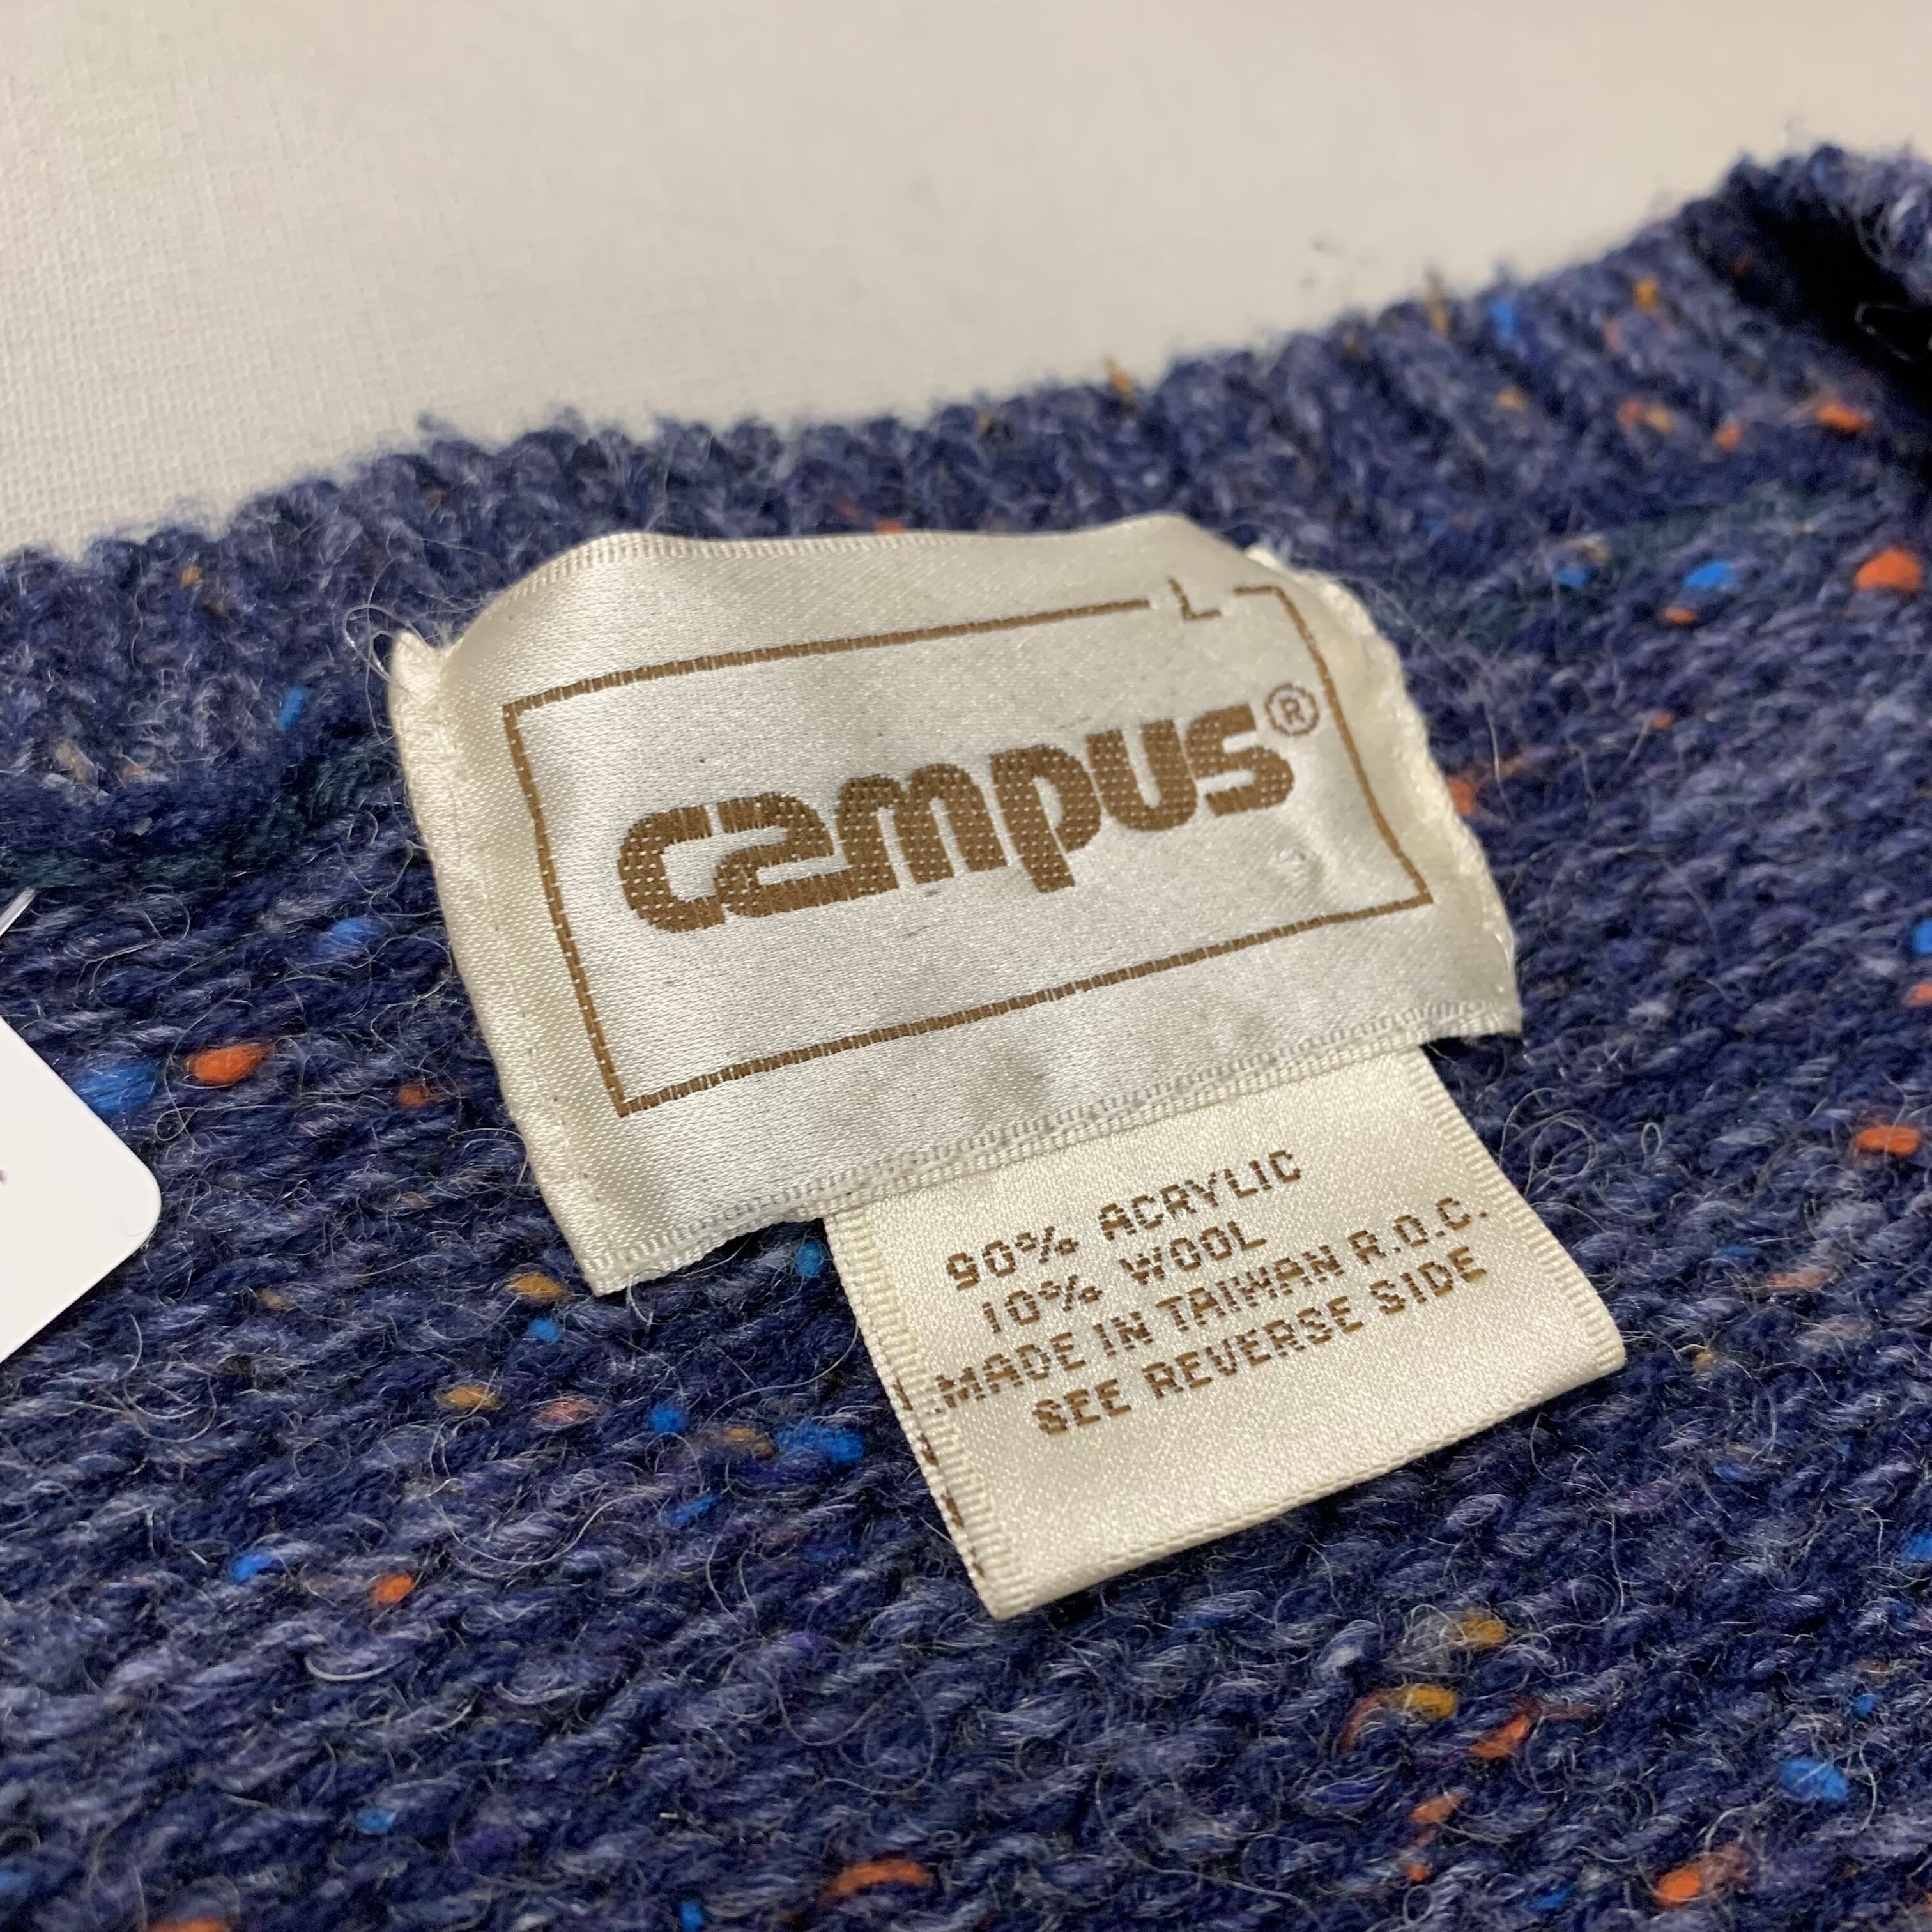 L
campus®
90% ACRYLIC
10% WOOL
MADE IN TAIWAN R.O.C.
SEE REVERSE SIDE